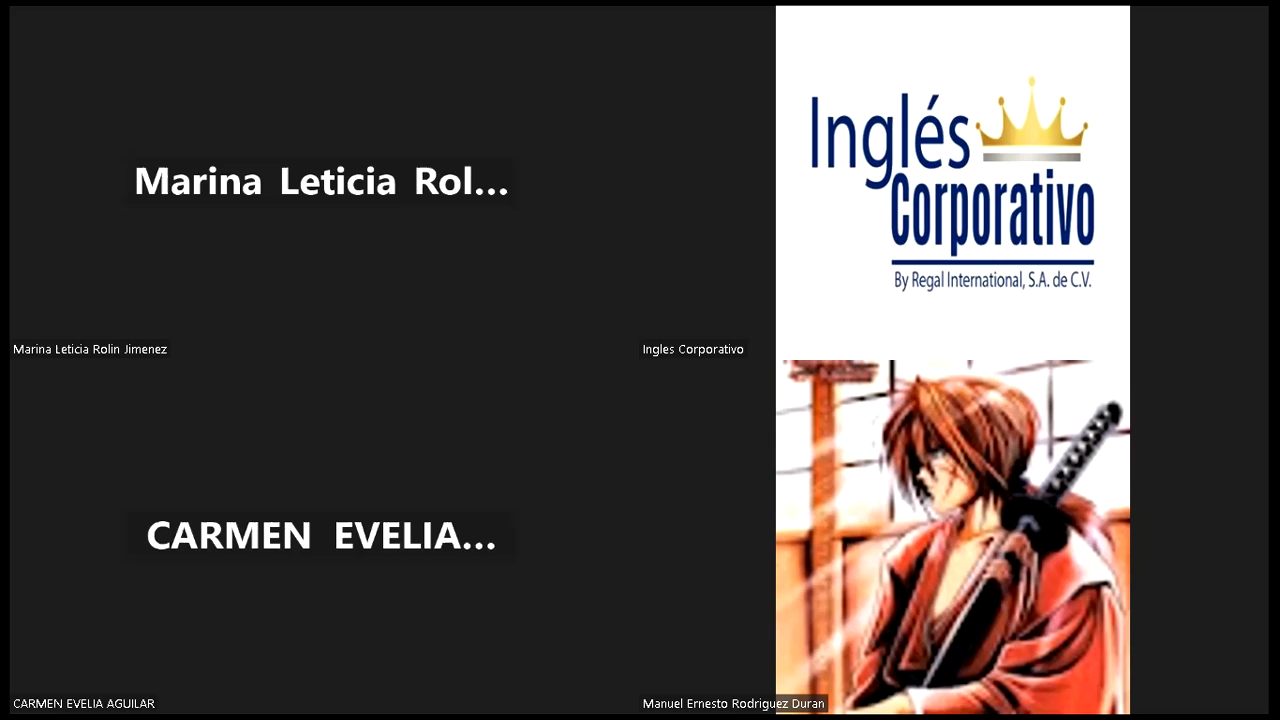 Marina Leticia Rol...
Marina Leticia Rolin Jimenez
Inglés
Corporativo
By Regal International, S.A. de C.V.
Ingles Corporativo
CARMEN EVELIA...
CARMEN EVELIA AGUILAR
Manuel Ernesto Rodriguez Duran